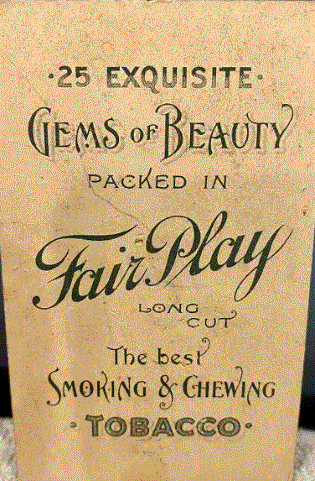 ·25 EXQUISITE·
GEMS OF BEAUTY
PACKED IN
Fair Play
LONG
CUT
The best
SMOKING & CHEWING
· TOBACCO ·